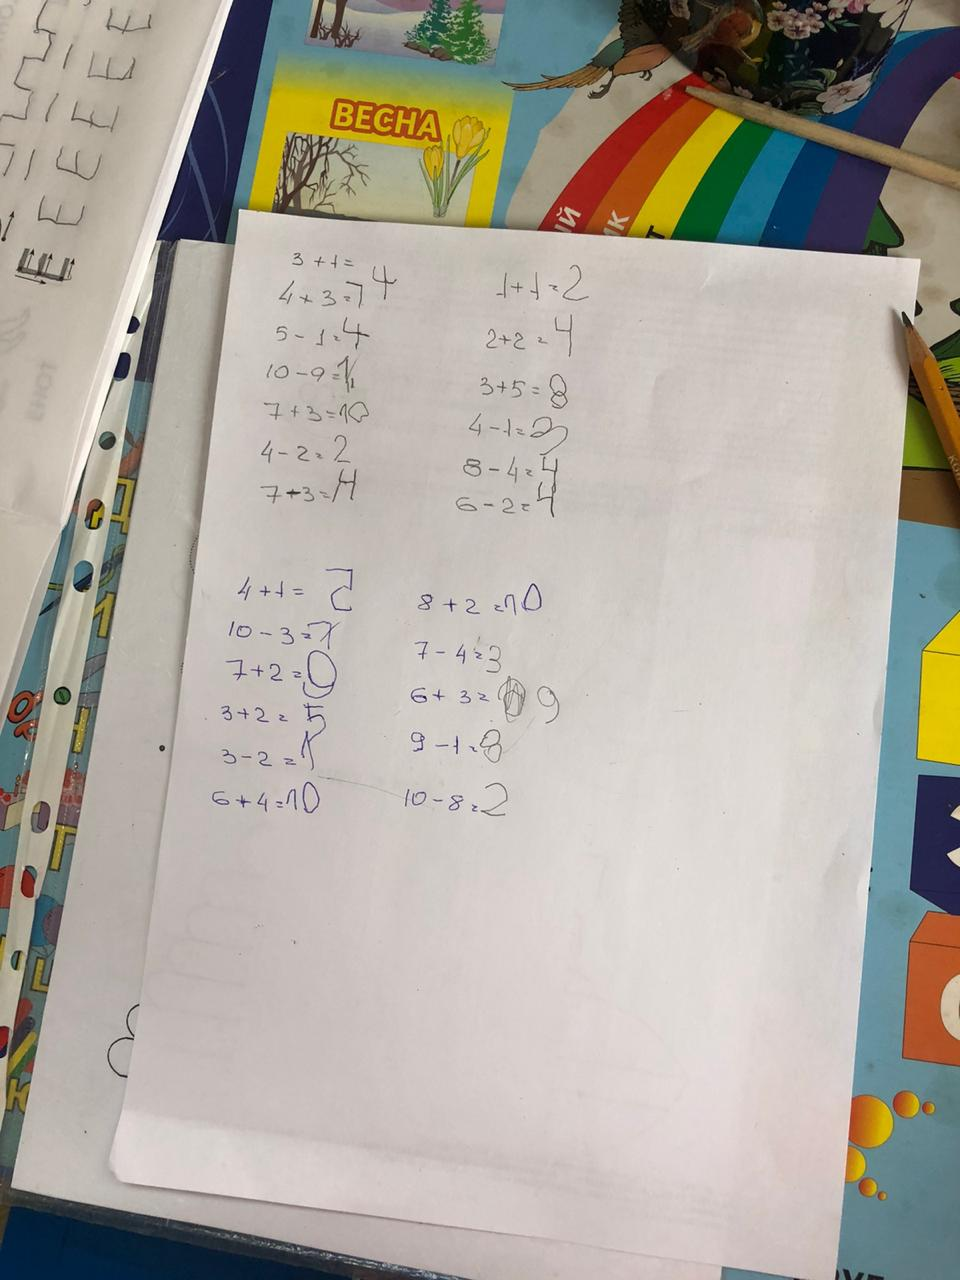 ВЕСНА
ЫЙ
ИК
Т
Е Е Е Е Е
3 + 1 = 4
4 + 3 = 7
5 - 1 = 4
10 - 9 = 1
7 + 3 = 10
4 - 2 = 2
7 - 3 = 4
1 + 1 = 2
2 + 2 = 4
3 + 5 = 8
4 - 1 = 3
8 - 4 = 4
6 - 2 = 4
4 + 1 = 5
10 - 3 = 7
7 + 2 = 9
3 + 2 = 5
3 - 2 = 1
6 + 4 = 10
8 + 2 = 10
7 - 4 = 3
6 + 3 = 9
9 - 1 = 8
10 - 8 = 2